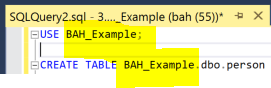 SQLQuery2.sql - 3...._Example (bah (55))*
USE BAH_Example;
CREATE TABLE BAH_Example.dbo.person